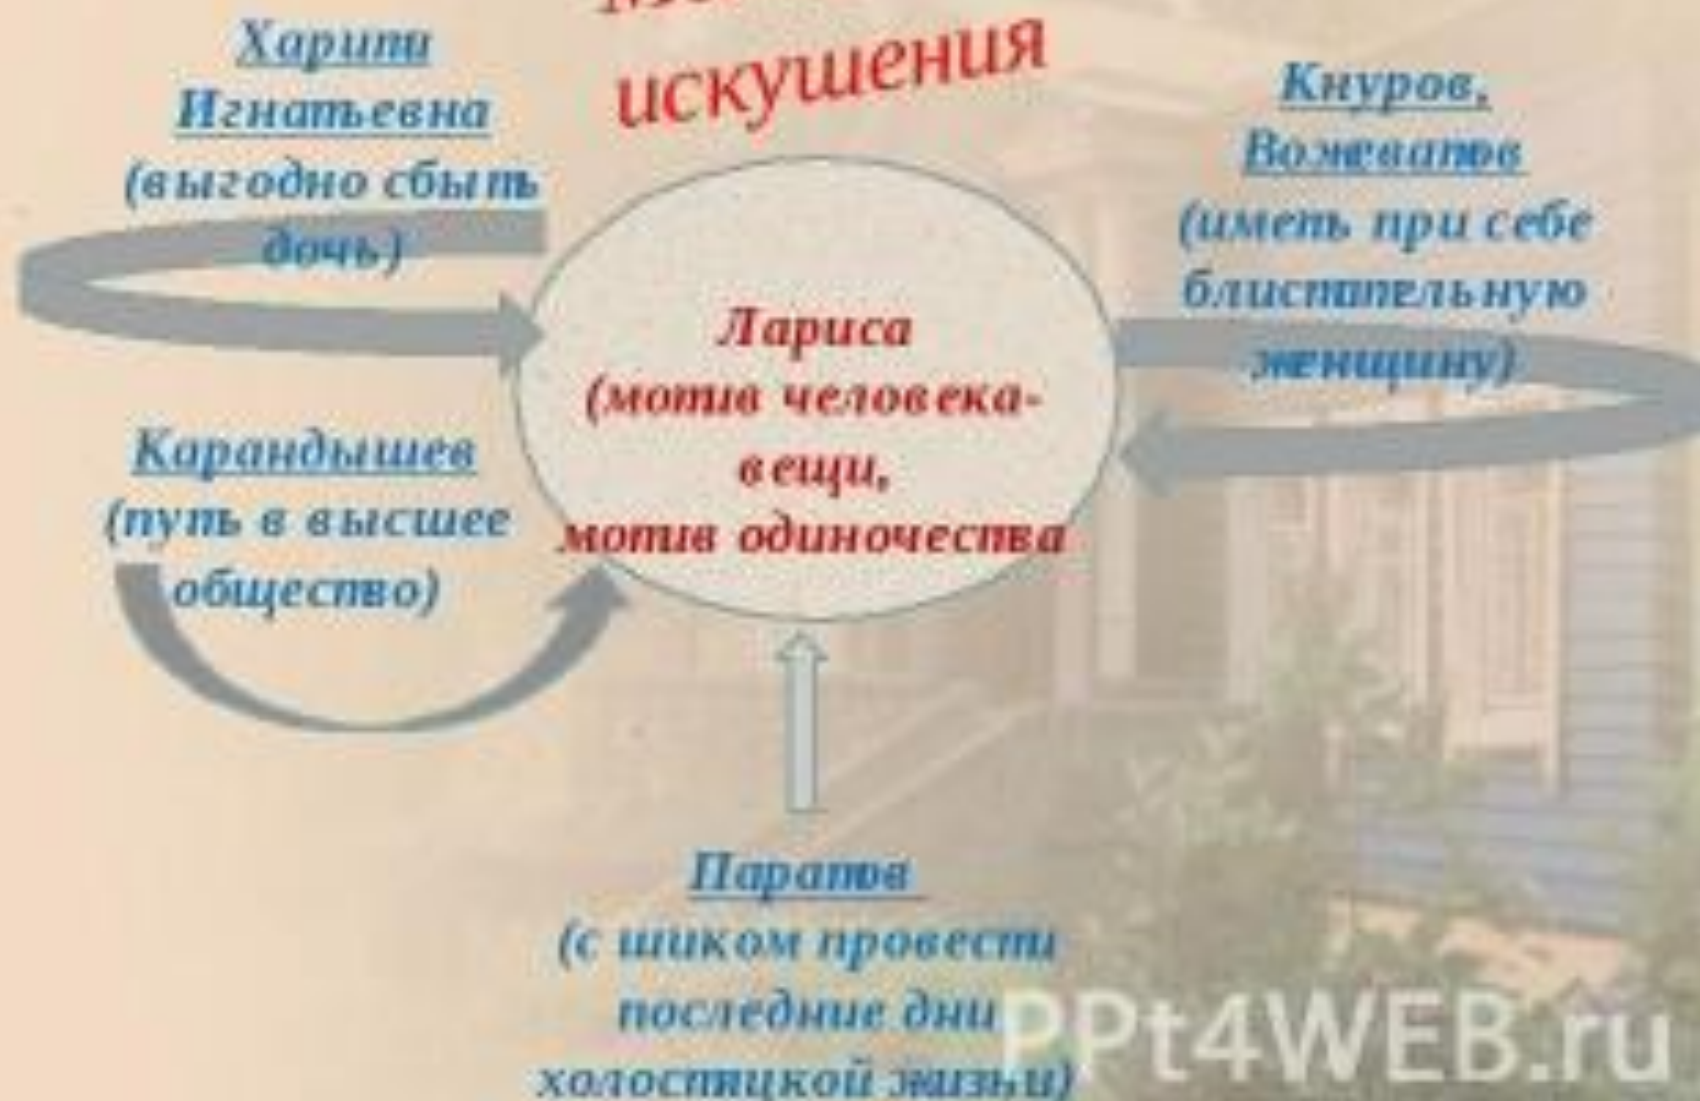 искушения
Харита
Игнатьевна
(выгодно сбыть
дочь)
Кнуров,
Вожеватов
(иметь при себе
блистательную
женщину)
Лариса
(мотив человека-
вещи,
мотив одиночества
Карандышев
(путь в высшее
общество)
Паратов
(с шиком провести
последние дни
холостяцкой жизни)
PPt4WEB.ru